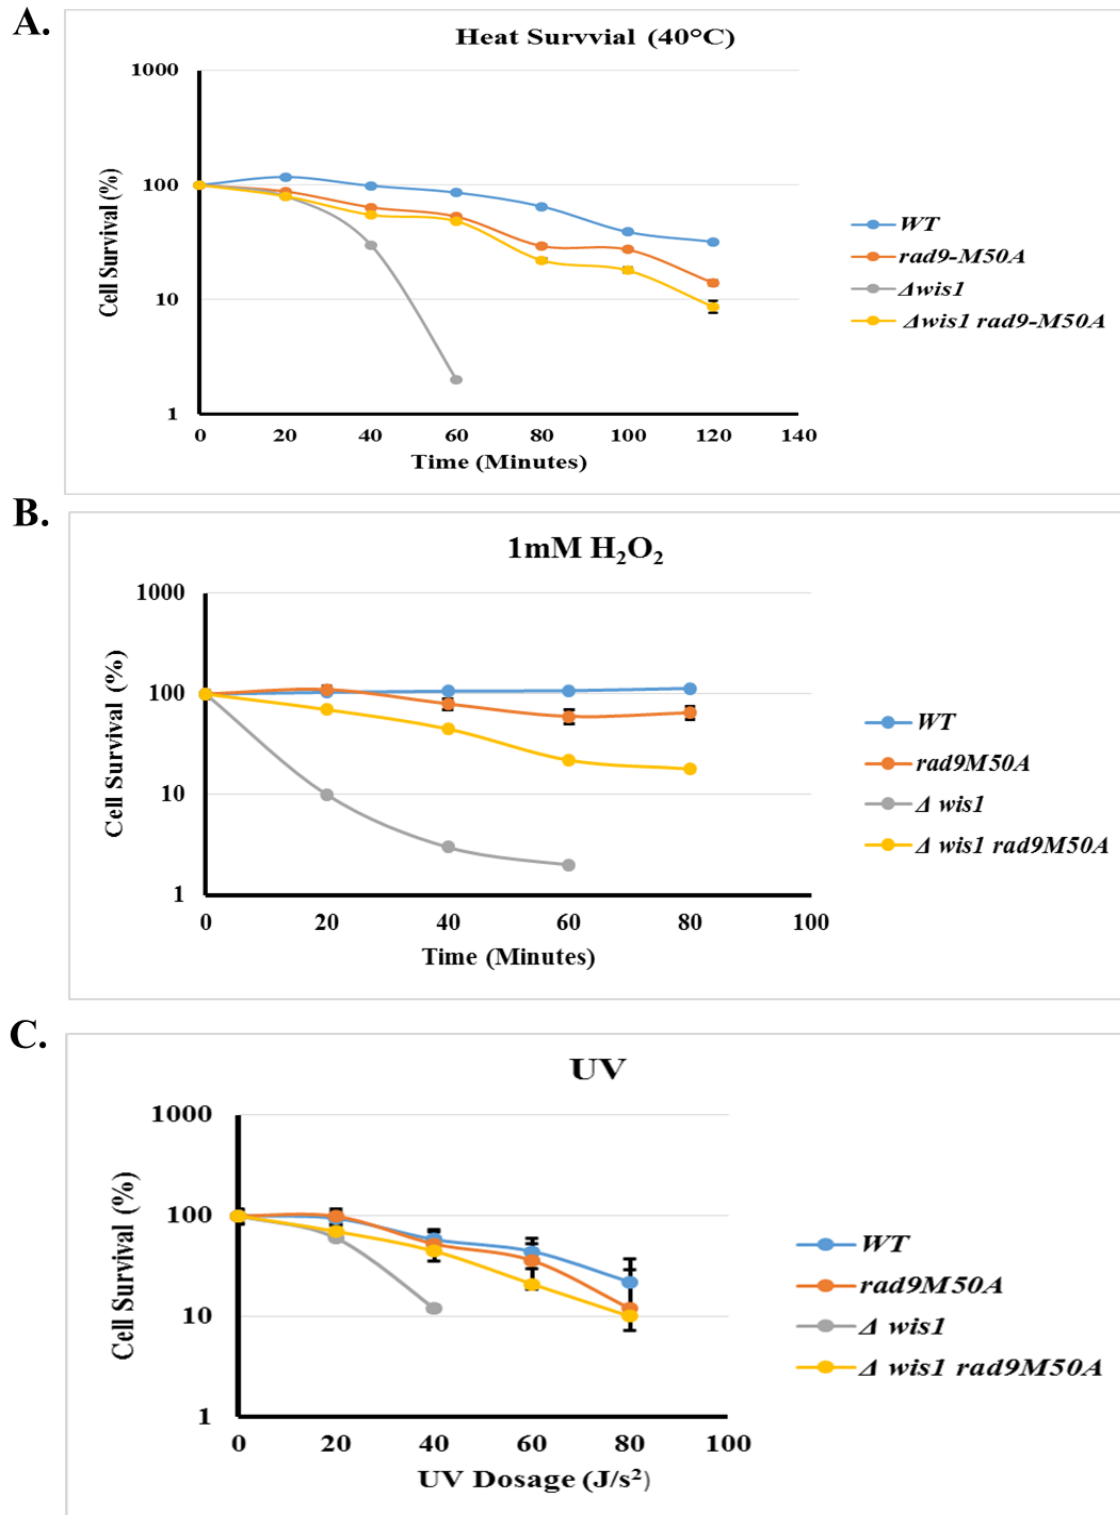 A.
Heat Survvial (40°C)
Cell Survival (%)
1000
100
10
1
0 20 40 60 80 100 120 140
Time (Minutes)
WT
rad9-M50A
Δwis1
Δwis1 rad9-M50A
B.
1mM H₂O₂
Cell Survival (%)
1000
100
10
1
0 20 40 60 80 100
Time (Minutes)
WT
rad9M50A
Δ wis1
Δ wis1 rad9M50A
C.
UV
Cell Survival (%)
1000
100
10
1
0 20 40 60 80 100
UV Dosage (J/s²)
WT
rad9M50A
Δ wis1
Δ wis1 rad9M50A